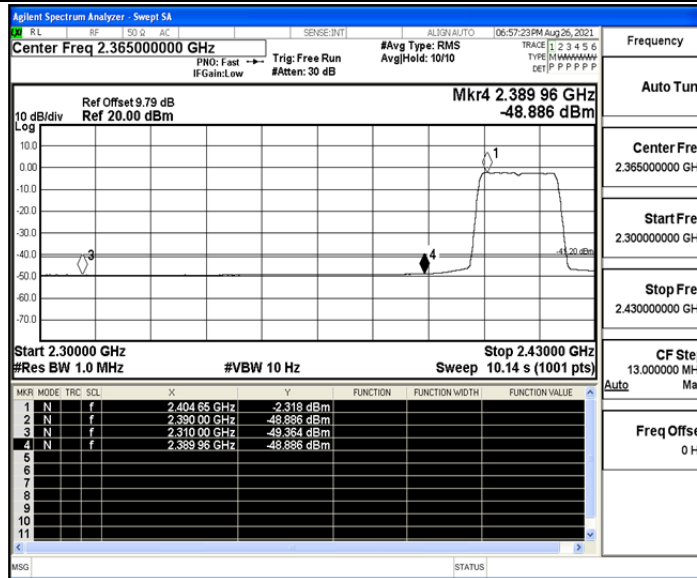 Agilent Spectrum Analyzer - Swept SA
LXI RL RF 50 Ω AC SENSE:INT ALIGN AUTO 06:57:23 PM Aug 26, 2021
Center Freq 2.365000000 GHz
PNO: Fast
IFGain:Low
Trig: Free Run
#Atten: 30 dB
#Avg Type: RMS
Avg|Hold: 10/10
TRACE 1 2 3 4 5 6
TYPE M WWWWW
DET P P P P P P
Ref Offset 9.79 dB
Ref 20.00 dBm
10 dB/div
Log
Mkr4 2.389 96 GHz
-48.886 dBm
10.0
0.00
-10.0
-20.0
-30.0
-40.0
-50.0
-60.0
-70.0
1
3
4
-41.20 dBm
Start 2.30000 GHz Stop 2.43000 GHz
#Res BW 1.0 MHz #VBW 10 Hz Sweep 10.14 s (1001 pts)
MKR MODE TRC SCL X Y FUNCTION FUNCTION WIDTH FUNCTION VALUE
1 N f 2.404 65 GHz -2.318 dBm
2 N f 2.390 00 GHz -48.886 dBm
3 N f 2.310 00 GHz -49.364 dBm
4 N f 2.389 96 GHz -48.886 dBm
5
6
7
8
9
10
11
MSG STATUS
Frequency
Auto Tun
Center Fre
2.365000000 GH
Start Fre
2.300000000 GH
Stop Fre
2.430000000 GH
CF Ste
13.000000 MH
Auto Ma
Freq Offse
0 H